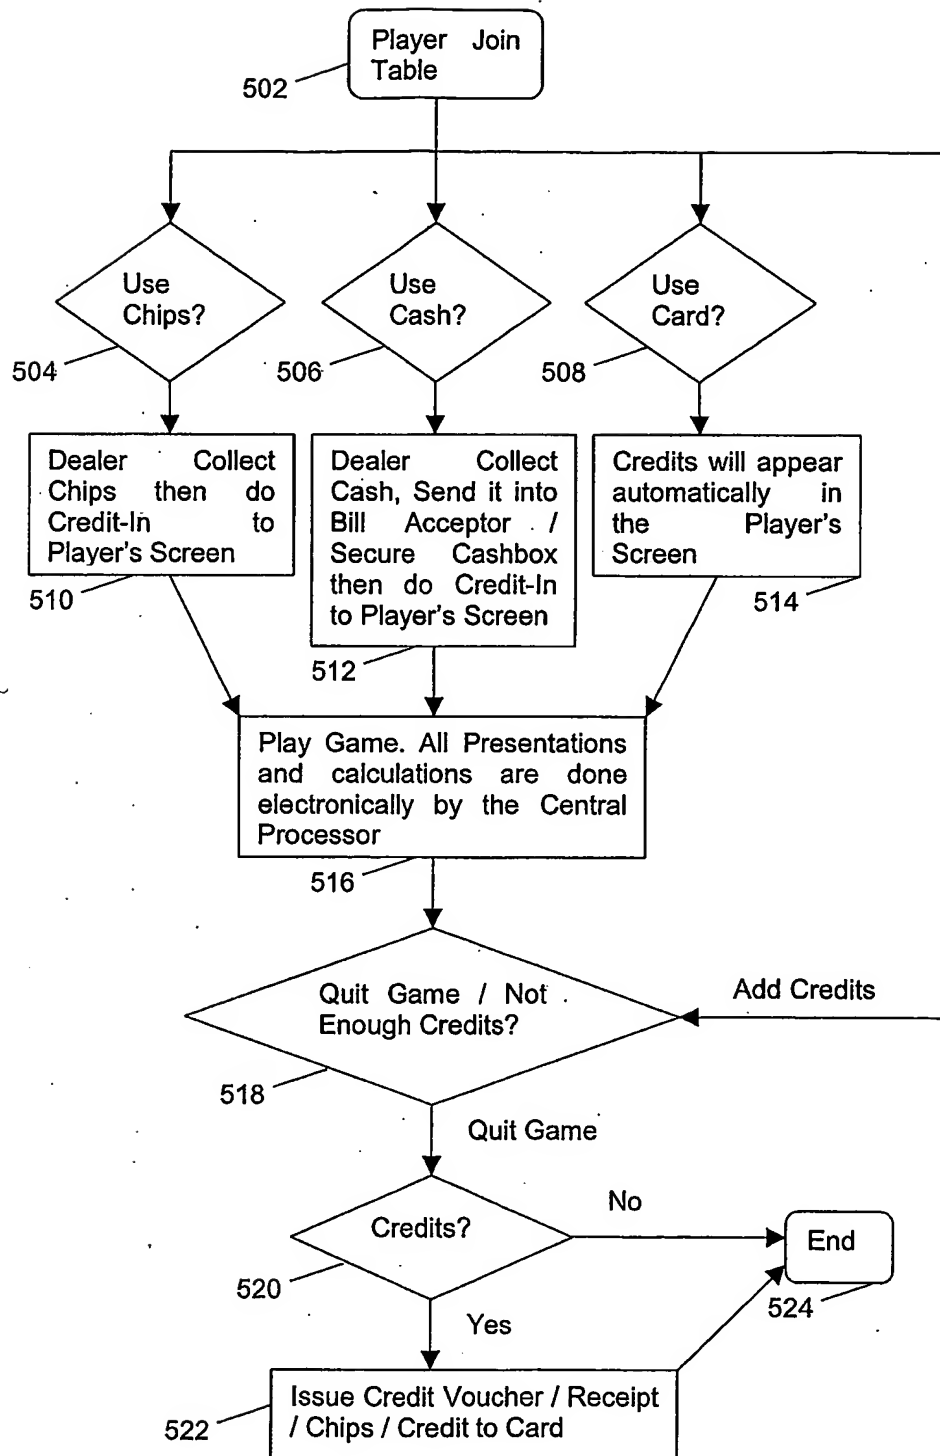 Player Join
Table
502
Use
Chips?
504
Use
Cash?
506
Use
Card?
508
Dealer Collect
Chips then do
Credit-In to
Player's Screen
510
Dealer Collect
Cash, Send it into
Bill Acceptor /
Secure Cashbox
then do Credit-In
to Player's Screen
512
Credits will appear
automatically in
the Player's
Screen
514
Play Game. All Presentations
and calculations are done
electronically by the Central
Processor
516
Quit Game / Not
Enough Credits?
518
Add Credits
Quit Game
Credits?
520
No
End
524
Yes
Issue Credit Voucher / Receipt
/ Chips / Credit to Card
522